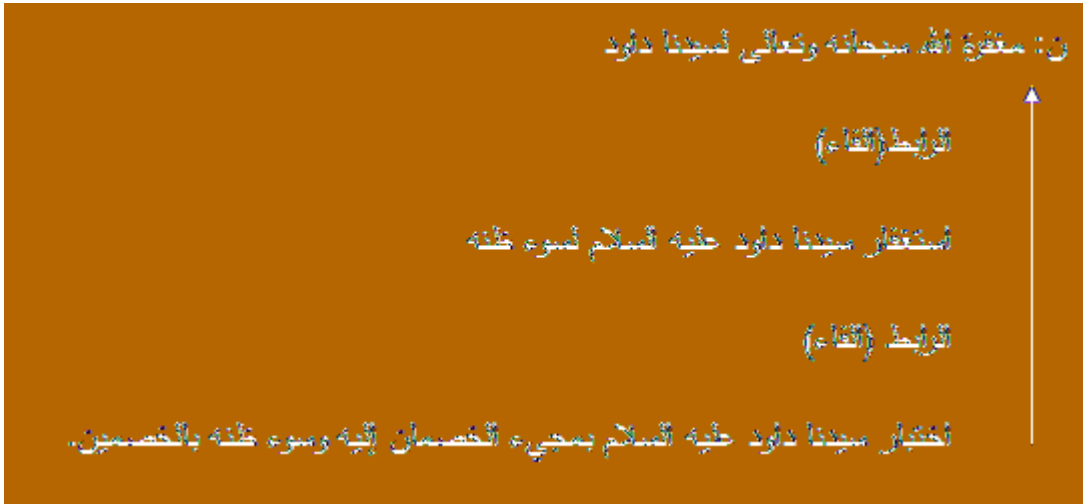 ن: مغفرة الله سبحانه وتعالى لسيدنا داود
الرابط(الفاء)
استغفار سيدنا داود عليه السلام لسوء ظنه
الرابط (الفاء)
اختبار سيدنا داود عليه السلام بمجيء الخصمان إليه وسوء ظنه بالخصمين.